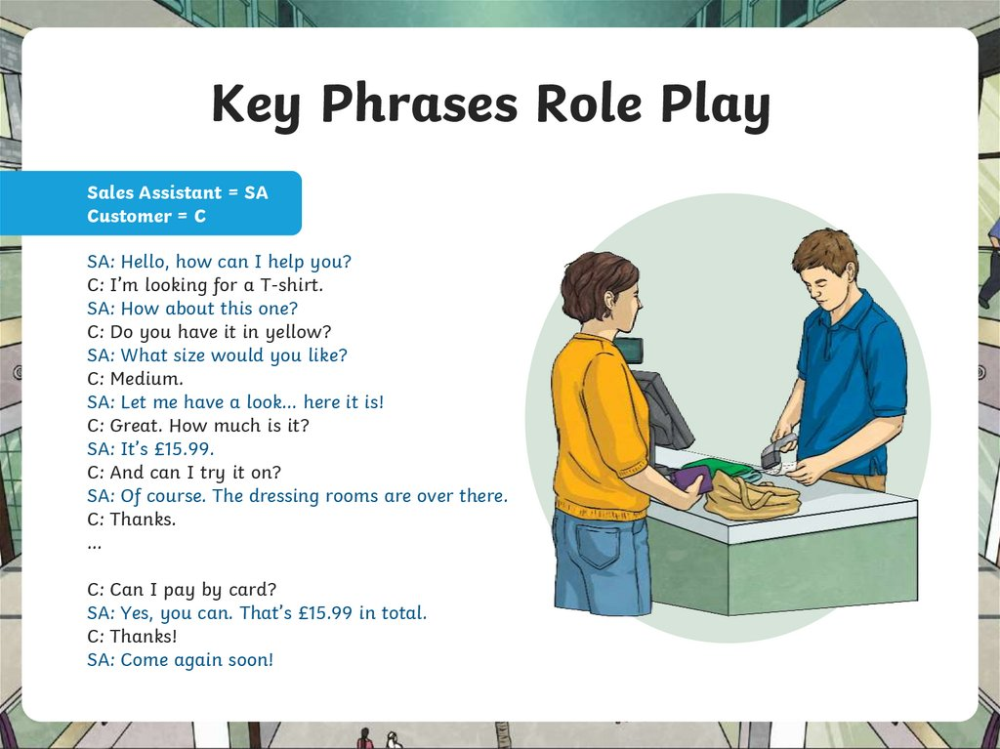 Key Phrases Role Play
Sales Assistant = SA
Customer = C
SA: Hello, how can I help you?
C: I’m looking for a T-shirt.
SA: How about this one?
C: Do you have it in yellow?
SA: What size would you like?
C: Medium.
SA: Let me have a look... here it is!
C: Great. How much is it?
SA: It’s £15.99.
C: And can I try it on?
SA: Of course. The dressing rooms are over there.
C: Thanks.
...
C: Can I pay by card?
SA: Yes, you can. That’s £15.99 in total.
C: Thanks!
SA: Come again soon!